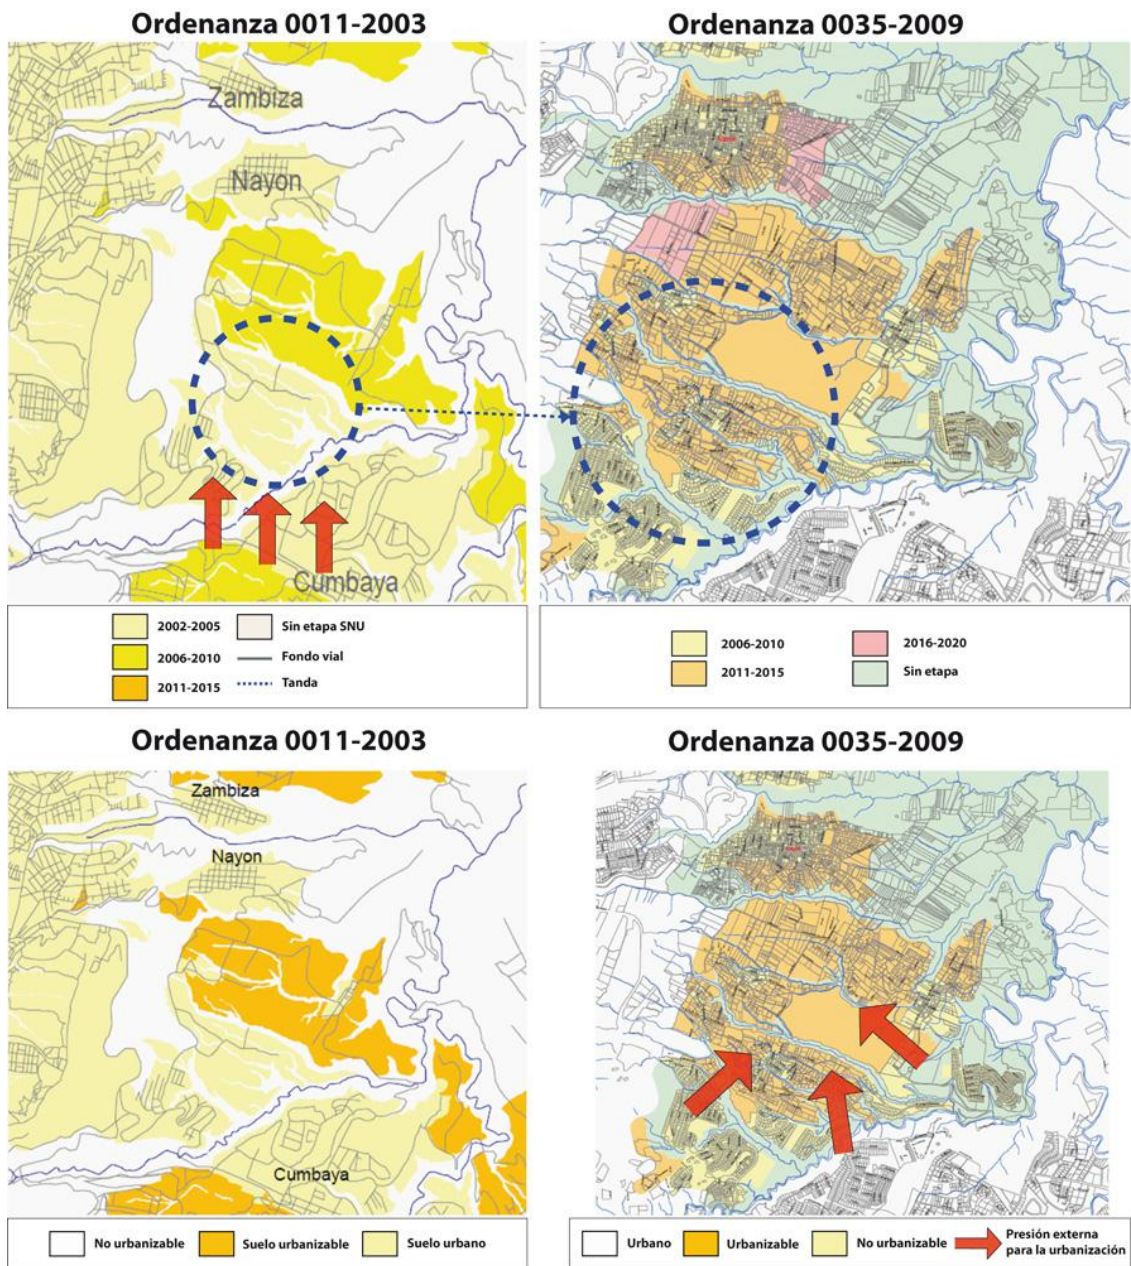 Ordenanza 0011-2003
Ordenanza 0035-2009
Zambiza
Nayon
Cumbaya
2002-2005
Sin etapa SNU
2006-2010
Fondo vial
2011-2015
Tanda
2006-2010
2016-2020
2011-2015
Sin etapa
Ordenanza 0011-2003
Ordenanza 0035-2009
Zambiza
Nayon
Cumbaya
No urbanizable
Suelo urbanizable
Suelo urbano
Urbano
Urbanizable
No urbanizable
Presión externa
para la urbanización